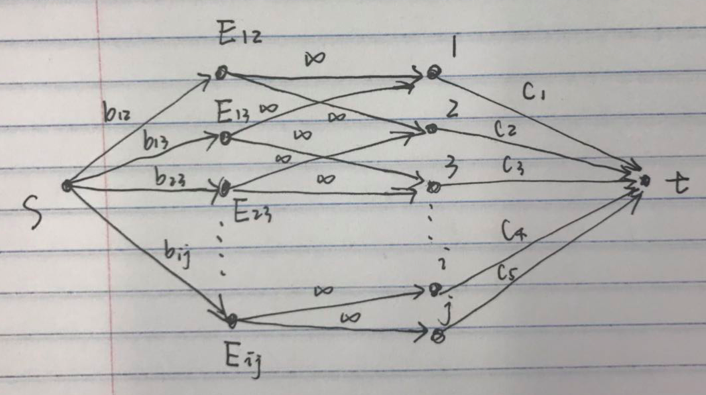 E12
∞
1
C1
b12
E13
∞
∞
2
C2
b13
∞
3
C3
t
b23
∞
∞
S
E23
C4
bij
∞
i
C5
∞
j
Eij